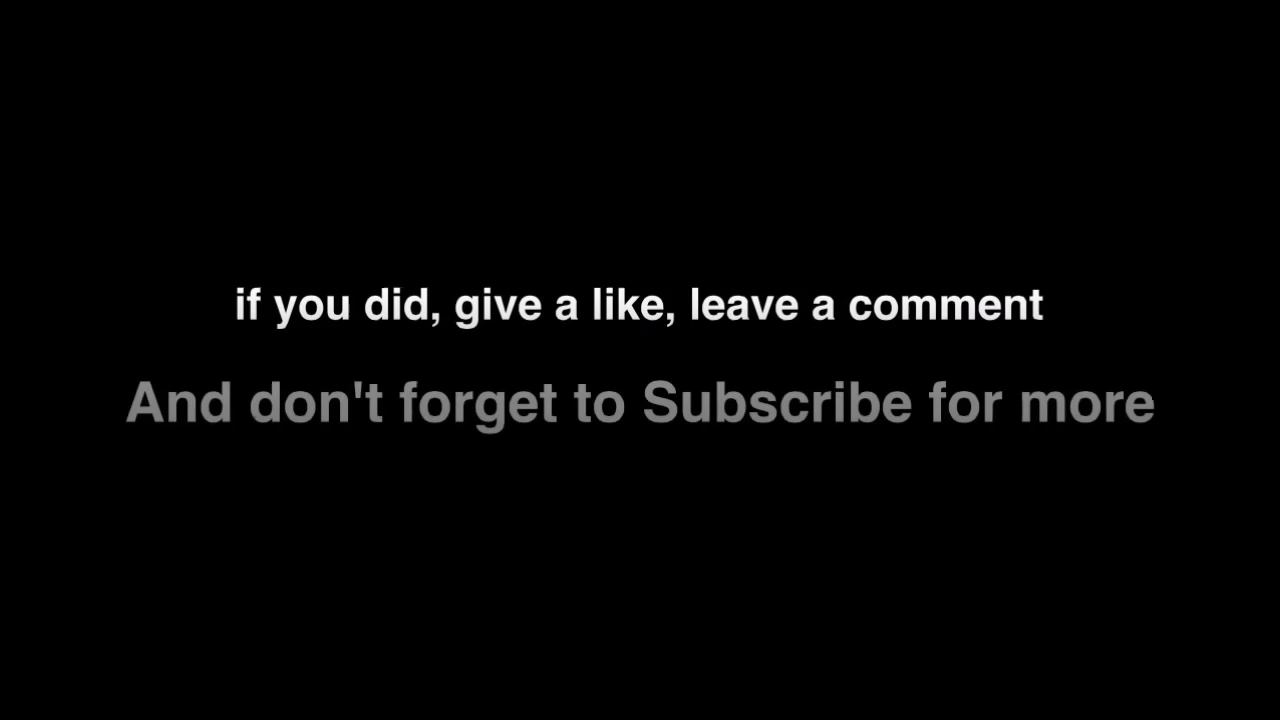 if you did, give a like, leave a comment
And don't forget to Subscribe for more